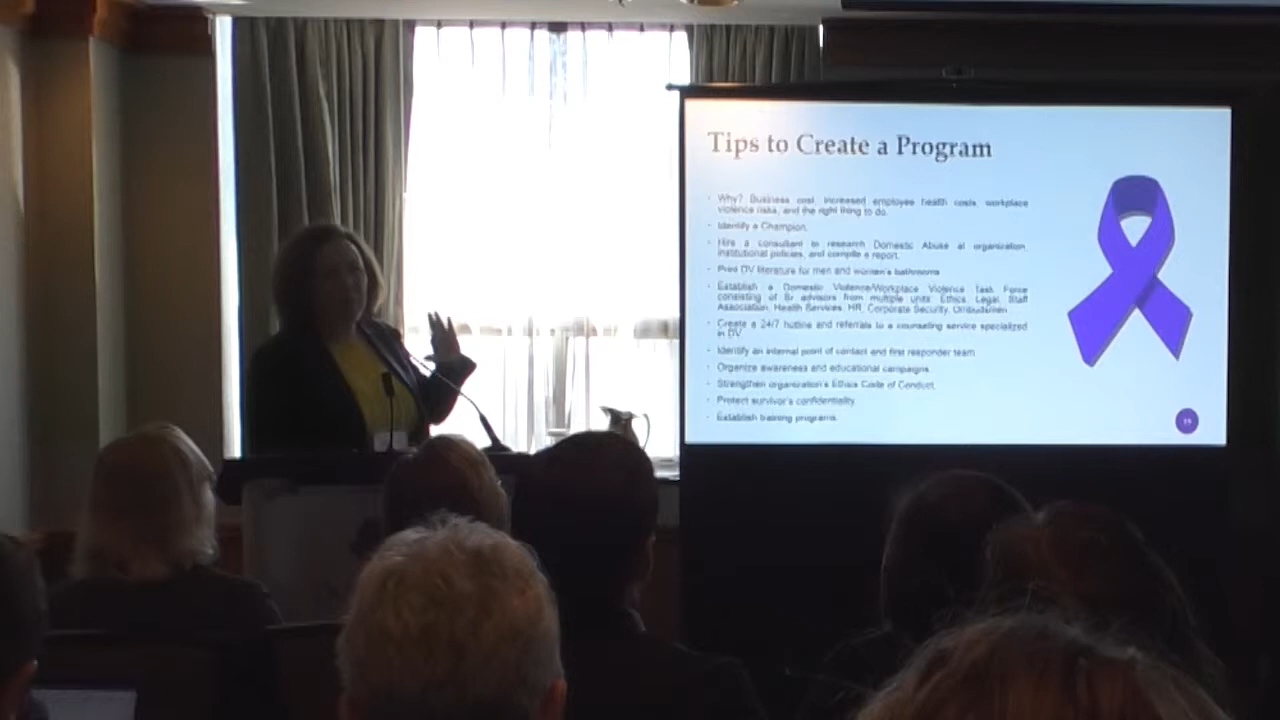 Tips to Create a Program
Why? Business cost, increased employee health costs, workplace
violence risks, and the right thing to do.
Identify a Champion.
Hire a consultant to research Domestic Abuse at organization,
institutional policies, and compile a report.
Print DV literature for men and women's bathrooms
Establish a Domestic Violence/Workplace Violence Task Force
consisting of Sr advisors from multiple units: Ethics, Legal, Staff
Association, Health Services, HR, Corporate Security, Ombudsmen
Create a 24/7 hotline and referrals to a counseling service specialized
in DV
Identify an internal point of contact and first responder team
Organize awareness and educational campaigns.
Strengthen organization's Ethics Code of Conduct.
Protect survivor's confidentiality.
Establish training programs.